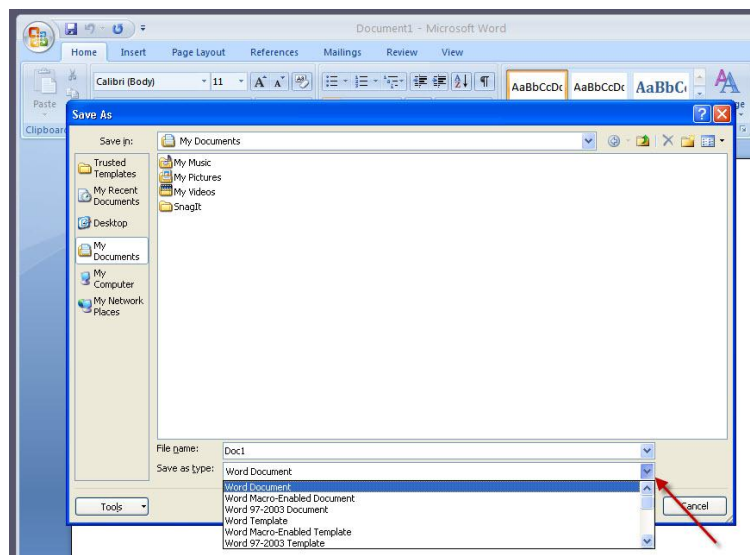 Document1 - Microsoft Word
Home Insert Page Layout References Mailings Review View
Calibri (Body) 11 A A Aa
AaBbCcDc AaBbCcDc AaBbCc A
Paste
Clipboar
Save As
Save in: My Documents
Trusted Templates
My Recent Documents
Desktop
My Documents
My Computer
My Network Places
My Music
My Pictures
My Videos
SnagIt
File name: Doc1
Save as type: Word Document
Word Document
Word Macro-Enabled Document
Word 97-2003 Document
Word Template
Word Macro-Enabled Template
Word 97-2003 Template
Tools
Cancel